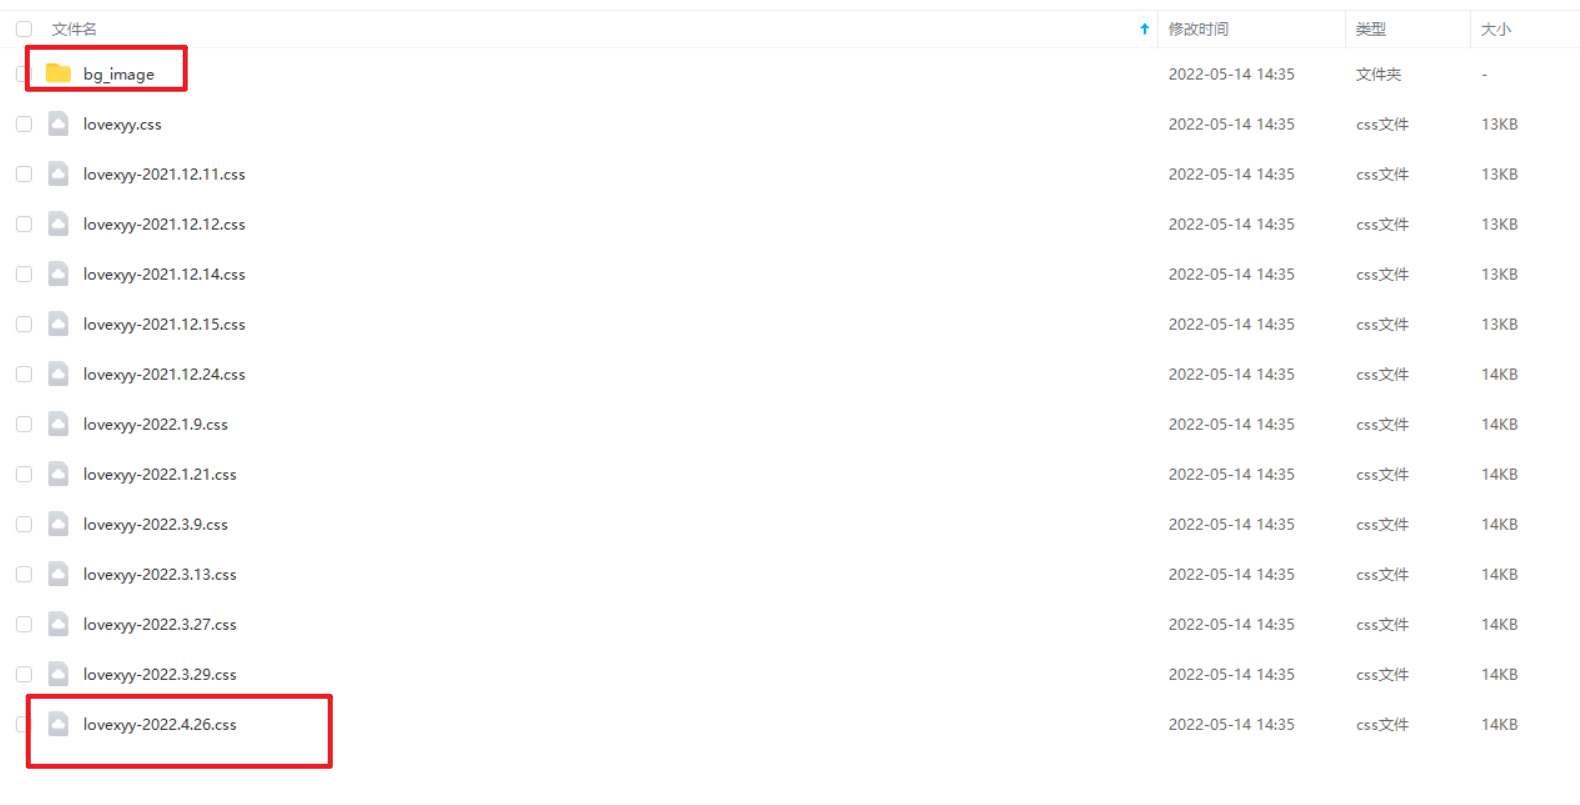 文件名 修改时间 类型 大小
bg_image 2022-05-14 14:35 文件夹 -
lovexyy.css 2022-05-14 14:35 css文件 13KB
lovexyy-2021.12.11.css 2022-05-14 14:35 css文件 13KB
lovexyy-2021.12.12.css 2022-05-14 14:35 css文件 13KB
lovexyy-2021.12.14.css 2022-05-14 14:35 css文件 13KB
lovexyy-2021.12.15.css 2022-05-14 14:35 css文件 13KB
lovexyy-2021.12.24.css 2022-05-14 14:35 css文件 14KB
lovexyy-2022.1.9.css 2022-05-14 14:35 css文件 14KB
lovexyy-2022.1.21.css 2022-05-14 14:35 css文件 14KB
lovexyy-2022.3.9.css 2022-05-14 14:35 css文件 14KB
lovexyy-2022.3.13.css 2022-05-14 14:35 css文件 14KB
lovexyy-2022.3.27.css 2022-05-14 14:35 css文件 14KB
lovexyy-2022.3.29.css 2022-05-14 14:35 css文件 14KB
lovexyy-2022.4.26.css 2022-05-14 14:35 css文件 14KB